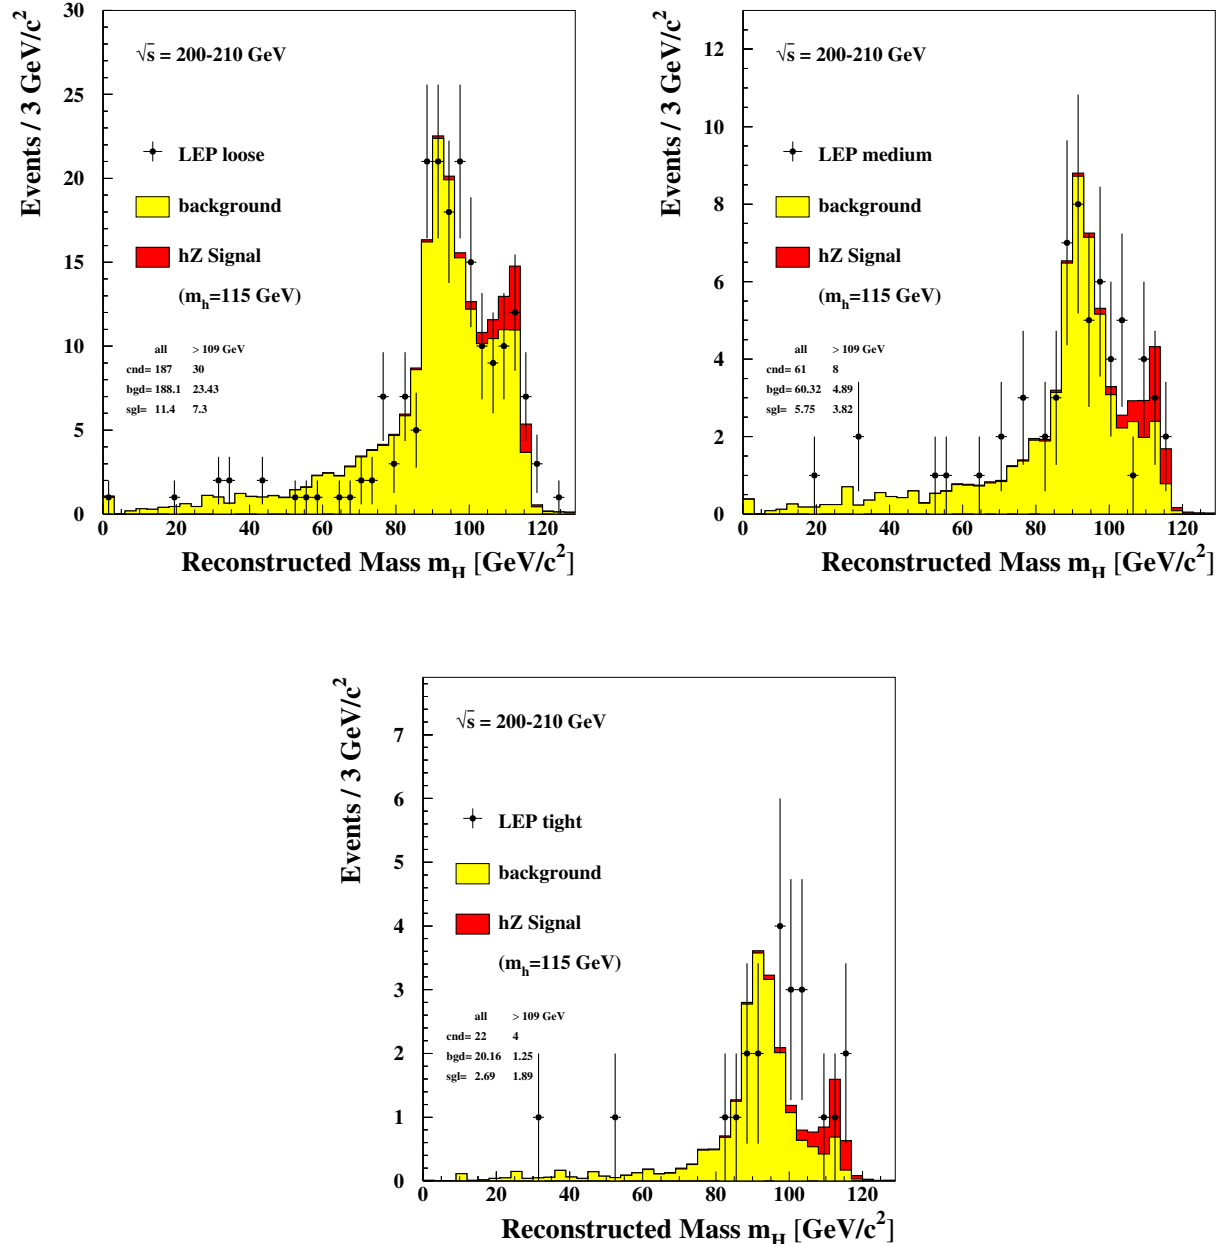 Events / 3 GeV/c²
30
25
20
15
10
5
0
√s = 200-210 GeV
LEP loose
background
hZ Signal
(mₕ=115 GeV)
all > 109 GeV
cnd= 187 30
bgd= 188.1 23.43
sgl= 11.4 7.3
0 20 40 60 80 100 120
Reconstructed Mass m_H [GeV/c²]
Events / 3 GeV/c²
12
10
8
6
4
2
0
√s = 200-210 GeV
LEP medium
background
hZ Signal
(mₕ=115 GeV)
all > 109 GeV
cnd= 61 8
bgd= 60.32 4.89
sgl= 5.75 3.82
0 20 40 60 80 100 120
Reconstructed Mass m_H [GeV/c²]
Events / 3 GeV/c²
7
6
5
4
3
2
1
0
√s = 200-210 GeV
LEP tight
background
hZ Signal
(mₕ=115 GeV)
all > 109 GeV
cnd= 22 4
bgd= 20.16 1.25
sgl= 2.69 1.89
0 20 40 60 80 100 120
Reconstructed Mass m_H [GeV/c²]